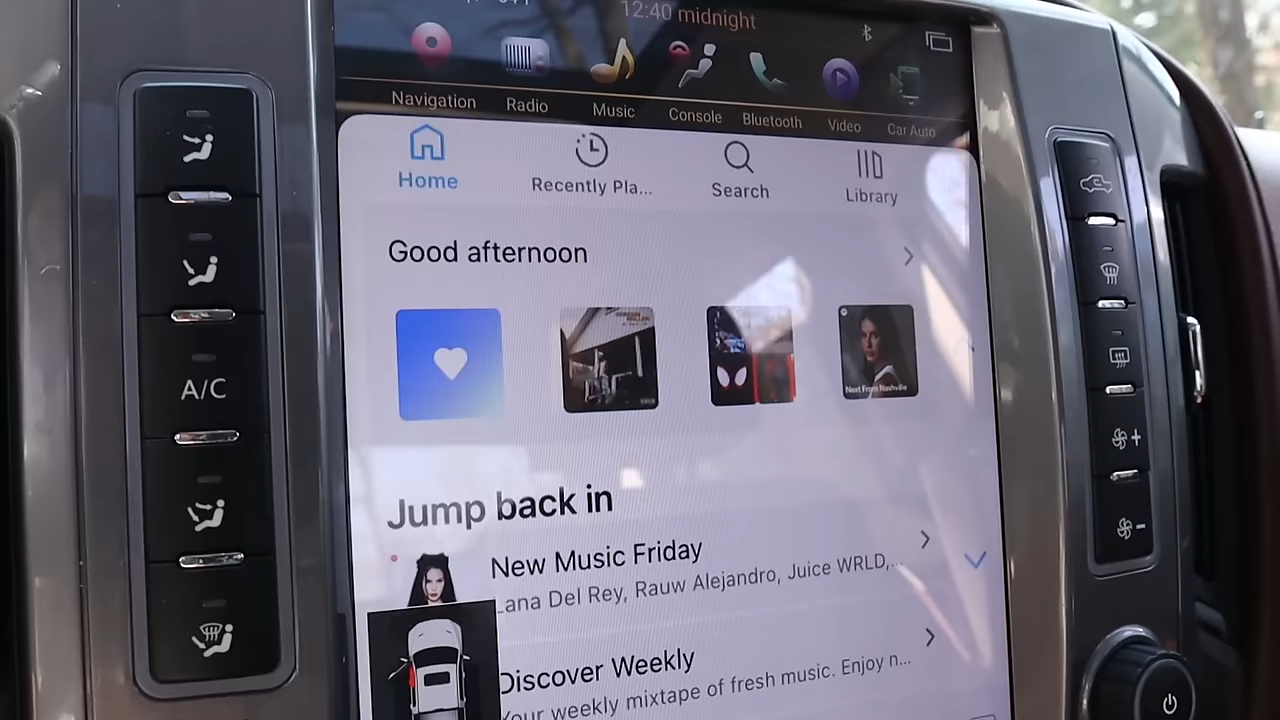 12:40 midnight
Navigation Radio Music Console Bluetooth Video Car Auto
Home Recently Pla... Search Library
Good afternoon
Next From Nashville
Jump back in
New Music Friday
Lana Del Rey, Rauw Alejandro, Juice WRLD,...
Discover Weekly
Your weekly mixtape of fresh music. Enjoy n...
A/C